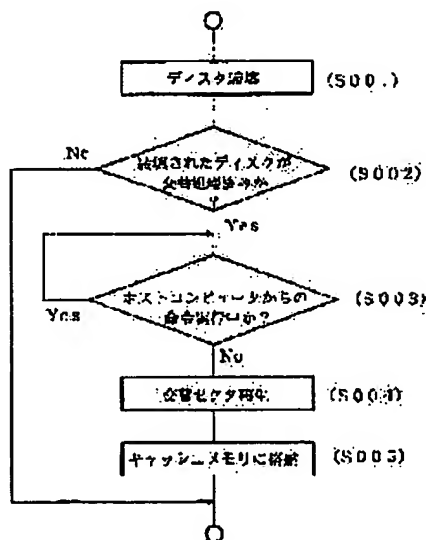 ディスク装填
(S001)
No
装填されたディスクが
交替処理済みか
?
(S002)
Yes
ホストコンピュータからの
命令実行中か?
(S003)
Yes
No
交替セクタ再生
(S004)
キャッシュメモリに格納
(S005)